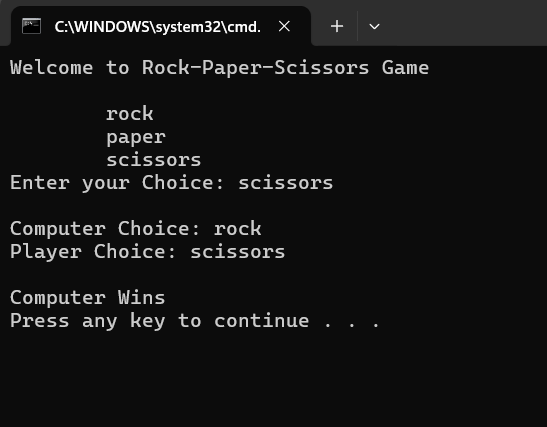 C:\WINDOWS\system32\cmd.
Welcome to Rock-Paper-Scissors Game
rock
paper
scissors
Enter your Choice: scissors
Computer Choice: rock
Player Choice: scissors
Computer Wins
Press any key to continue . . .